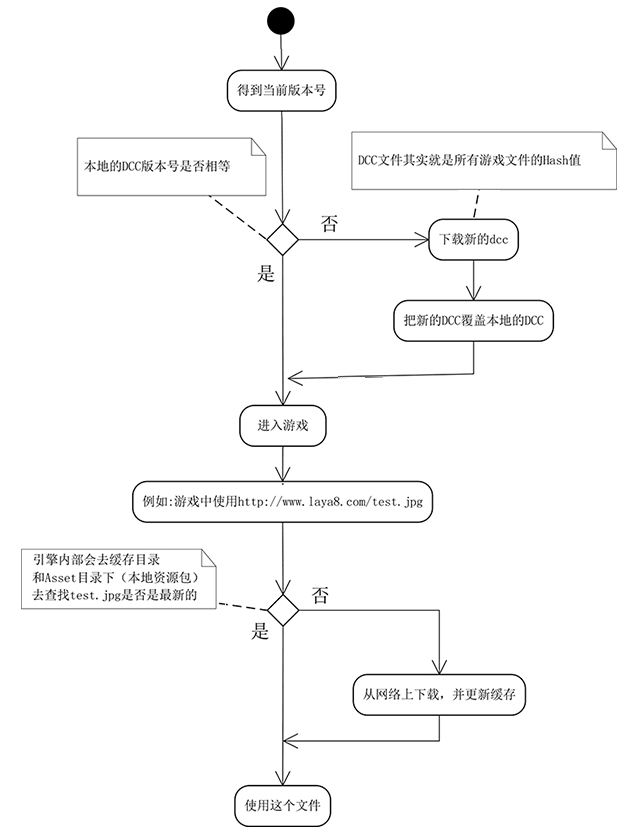 得到当前版本号
本地的DCC版本号是否相等
DCC文件其实就是所有游戏文件的Hash值
否
下载新的dcc
是
把新的DCC覆盖本地的DCC
进入游戏
例如:游戏中使用http://www.laya8.com/test.jpg
引擎内部会去缓存目录
和Asset目录下（本地资源包）
去查找test.jpg是否是最新的
否
是
从网络上下载，并更新缓存
使用这个文件